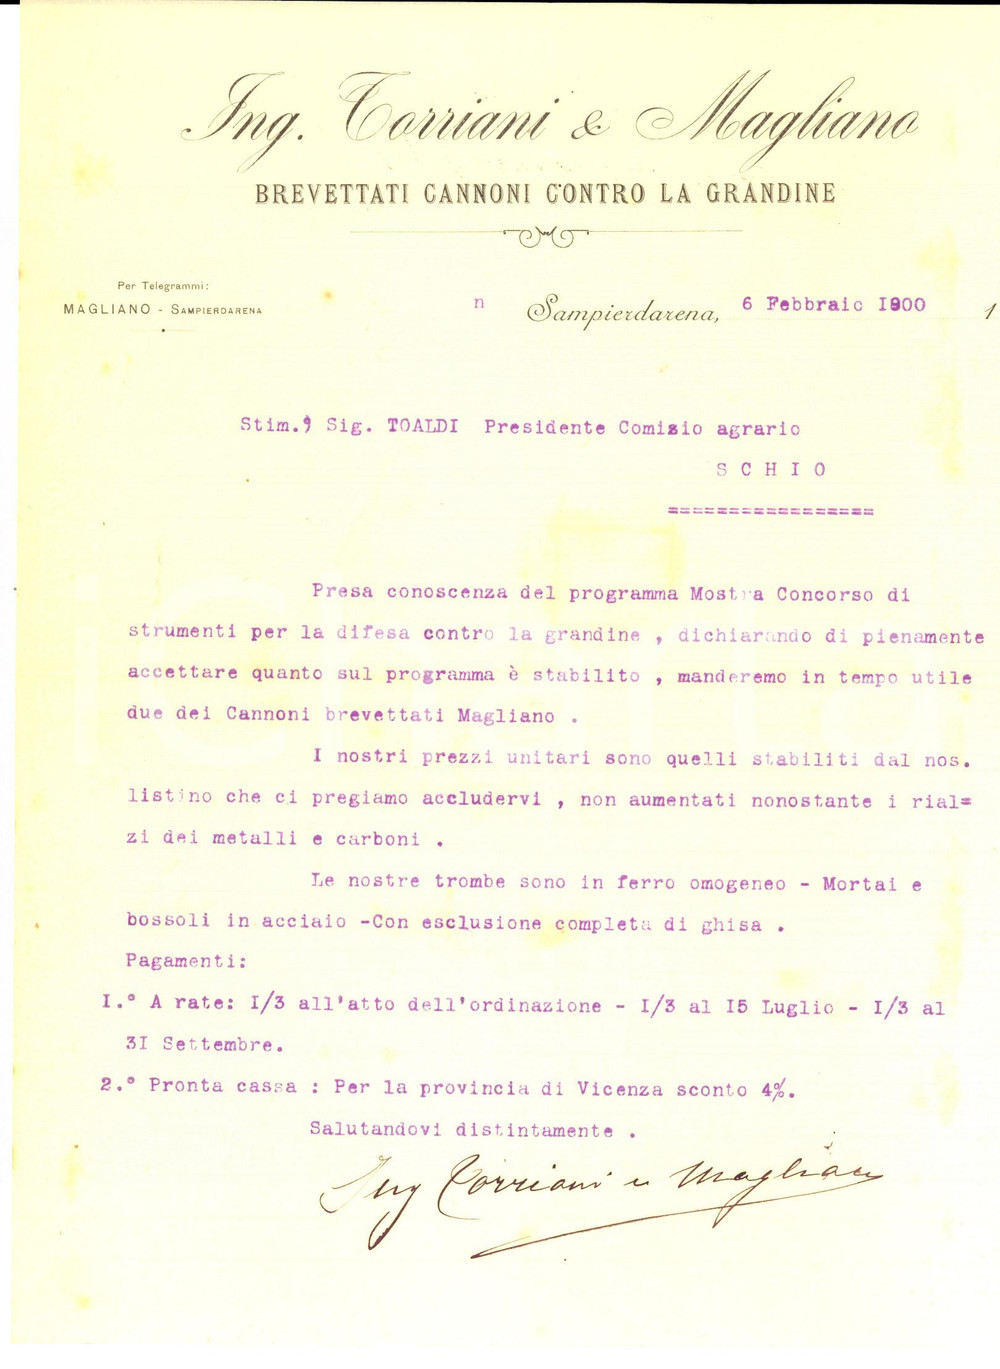 Ing. Torriani & Magliano
BREVETTATI CANNONI CONTRO LA GRANDINE
Per Telegrammi:
MAGLIANO - SAMPIERDARENA
n
Sampierdarena, 6 Febbraio I900 1
Stim.° Sig. TOALDI Presidente Comizio agrario
S C H I O
=================
Presa conoscenza del programma Mostra Concorso di
strumenti per la difesa contro la grandine , dichiarando di pienamente
accettare quanto sul programma è stabilito , manderemo in tempo utile
due dei Cannoni brevettati Magliano .
I nostri prezzi unitari sono quelli stabiliti dal nos.
listino che ci pregiamo accludervi , non aumentati nonostante i rial=
zi dei metalli e carboni .
Le nostre trombe sono in ferro omogeneo - Mortai e
bossoli in acciaio -Con esclusione completa di ghisa .
Pagamenti:
I.° A rate: I/3 all'atto dell'ordinazione - I/3 al I5 Luglio - I/3 al
3I Settembre.
2.° Pronta cassa : Per la provincia di Vicenza sconto 4%.
Salutandovi distintamente .
Ing Torriani e Magliano